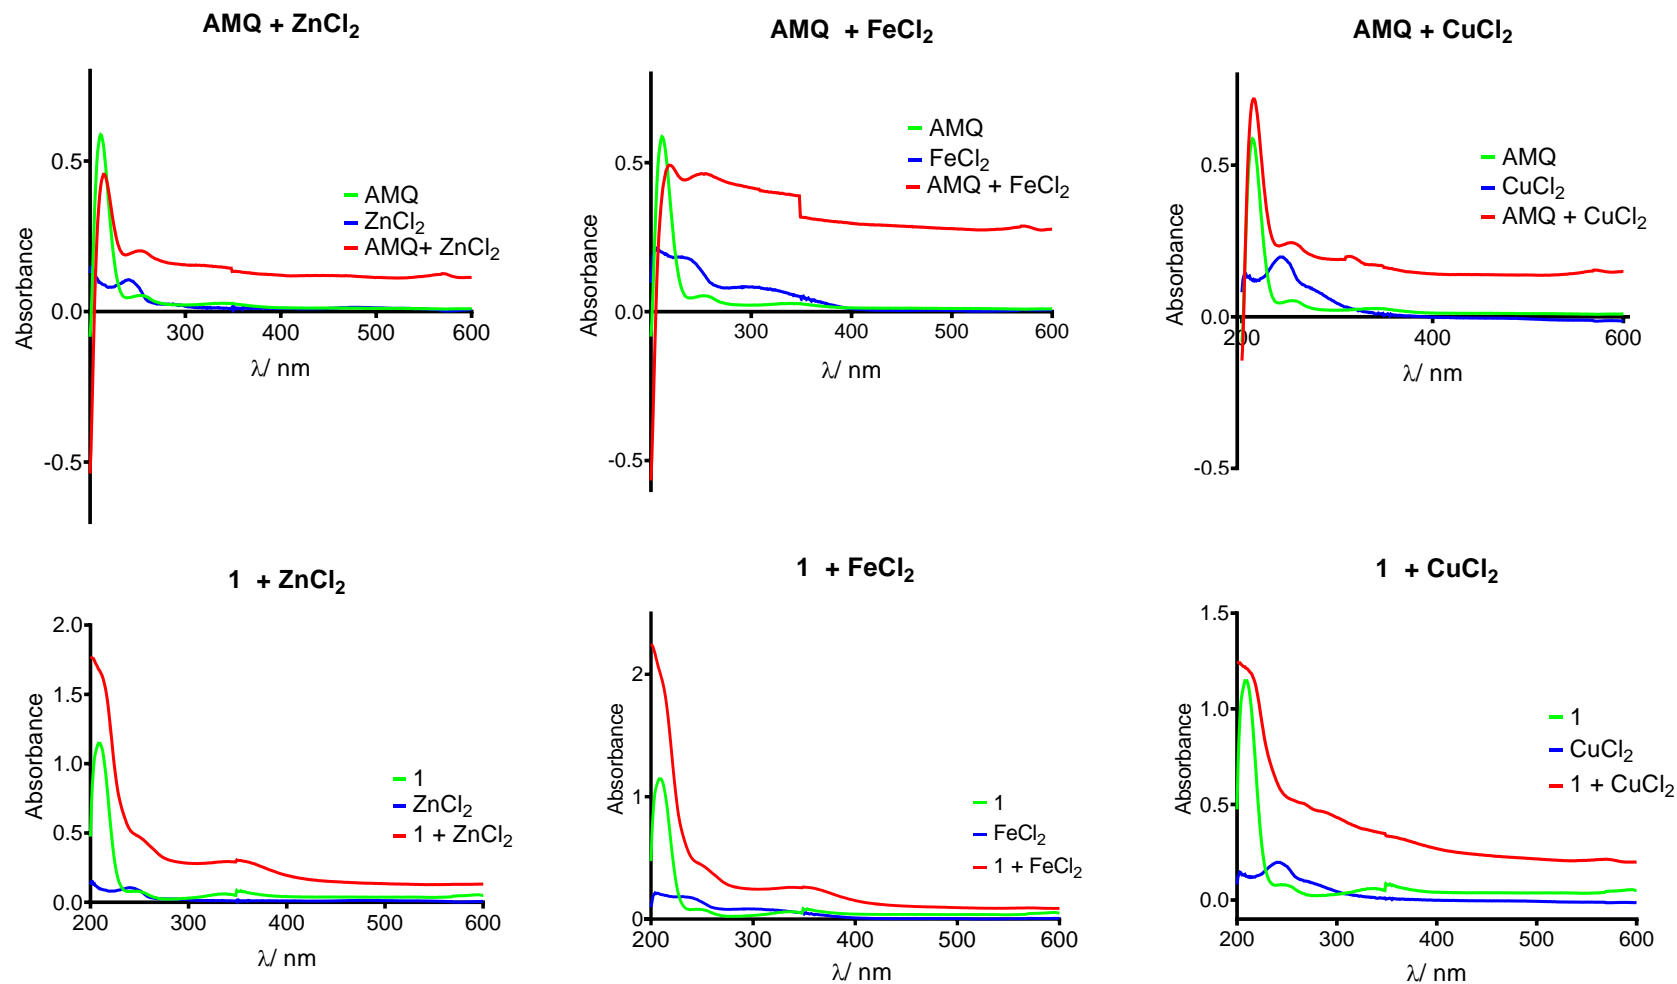 AMQ + ZnCl₂
Absorbance
0.5
0.0
-0.5
300
400
500
600
λ/ nm
AMQ
ZnCl₂
AMQ+ ZnCl₂
AMQ + FeCl₂
Absorbance
0.5
0.0
-0.5
300
400
500
600
λ/ nm
AMQ
FeCl₂
AMQ + FeCl₂
AMQ + CuCl₂
Absorbance
0.5
0.0
-0.5
200
400
600
λ/ nm
AMQ
CuCl₂
AMQ + CuCl₂
1 + ZnCl₂
Absorbance
2.0
1.5
1.0
0.5
0.0
200
300
400
500
600
λ/ nm
1
ZnCl₂
1 + ZnCl₂
1 + FeCl₂
Absorbance
2
1
0
200
300
400
500
600
λ/ nm
1
FeCl₂
1 + FeCl₂
1 + CuCl₂
Absorbance
1.5
1.0
0.5
0.0
200
300
400
500
600
λ/ nm
1
CuCl₂
1 + CuCl₂